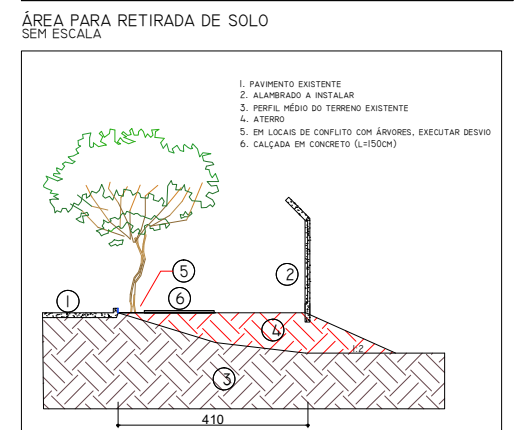 ÁREA PARA RETIRADA DE SOLO
SEM ESCALA
1. PAVIMENTO EXISTENTE
2. ALAMBRADO A INSTALAR
3. PERFIL MÉDIO DO TERRENO EXISTENTE
4. ATERRO
5. EM LOCAIS DE CONFLITO COM ÁRVORES, EXECUTAR DESVIO
6. CALÇADA EM CONCRETO (L=150CM)
5
2
1
6
4
1:2
3
410